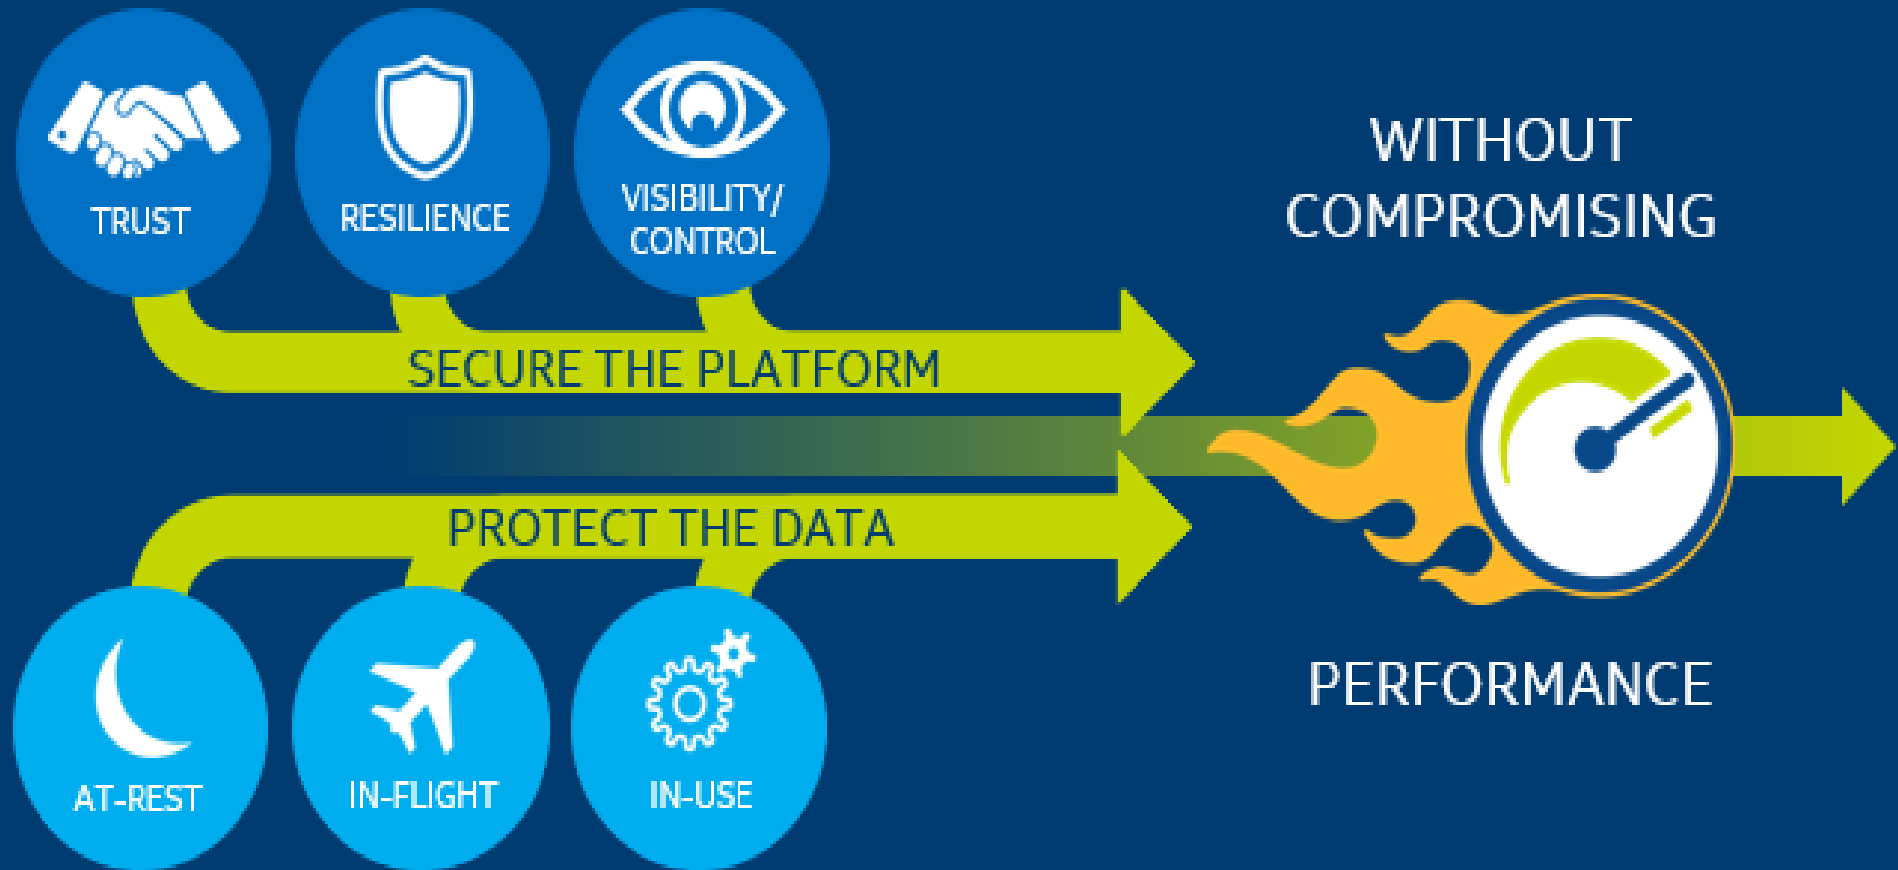 TRUST
RESILIENCE
VISIBILITY/
CONTROL
SECURE THE PLATFORM
PROTECT THE DATA
AT-REST
IN-FLIGHT
IN-USE
WITHOUT
COMPROMISING
PERFORMANCE